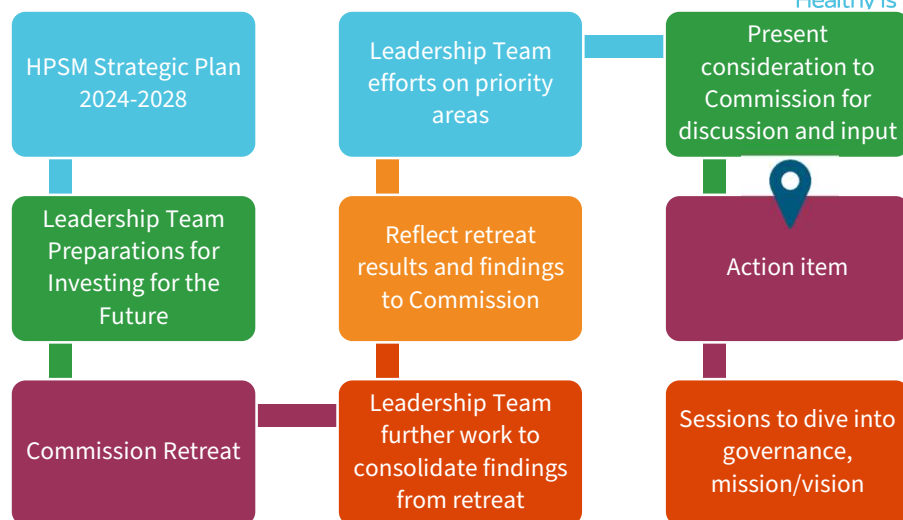 Healthy is
HPSM Strategic Plan
2024-2028
Leadership Team
Preparations for
Investing for the
Future
Commission Retreat
Leadership Team
further work to
consolidate findings
from retreat
Reflect retreat
results and findings
to Commission
Leadership Team
efforts on priority
areas
Present
consideration to
Commission for
discussion and input
Action item
Sessions to dive into
governance,
mission/vision